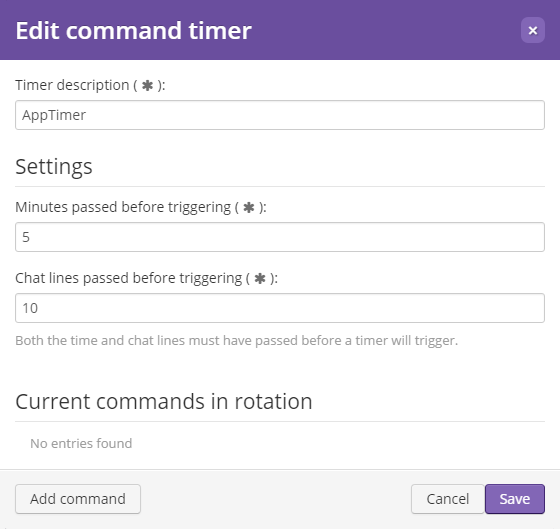 Edit command timer
×
Timer description ( ✱ ):
AppTimer
Settings
Minutes passed before triggering ( ✱ ):
5
Chat lines passed before triggering ( ✱ ):
10
Both the time and chat lines must have passed before a timer will trigger.
Current commands in rotation
No entries found
Add command Cancel Save